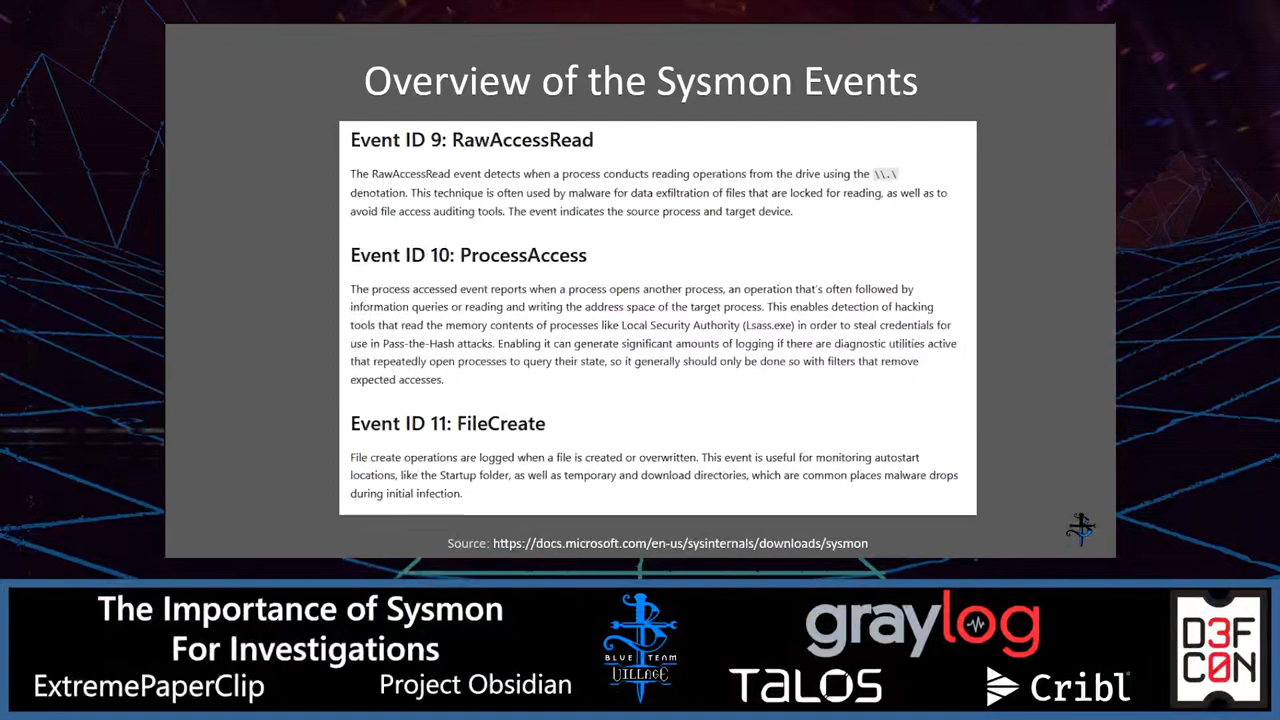 Overview of the Sysmon Events
Event ID 9: RawAccessRead
The RawAccessRead event detects when a process conducts reading operations from the drive using the \\.\
denotation. This technique is often used by malware for data exfiltration of files that are locked for reading, as well as to
avoid file access auditing tools. The event indicates the source process and target device.
Event ID 10: ProcessAccess
The process accessed event reports when a process opens another process, an operation that's often followed by
information queries or reading and writing the address space of the target process. This enables detection of hacking
tools that read the memory contents of processes like Local Security Authority (Lsass.exe) in order to steal credentials for
use in Pass-the-Hash attacks. Enabling it can generate significant amounts of logging if there are diagnostic utilities active
that repeatedly open processes to query their state, so it generally should only be done so with filters that remove
expected accesses.
Event ID 11: FileCreate
File create operations are logged when a file is created or overwritten. This event is useful for monitoring autostart
locations, like the Startup folder, as well as temporary and download directories, which are common places malware drops
during initial infection.
Source: https://docs.microsoft.com/en-us/sysinternals/downloads/sysmon
The Importance of Sysmon
For Investigations
ExtremePaperClip
Project Obsidian
BLUE TEAM
VILLAGE
graylog
TALOS
Cribl
D3F
C0N